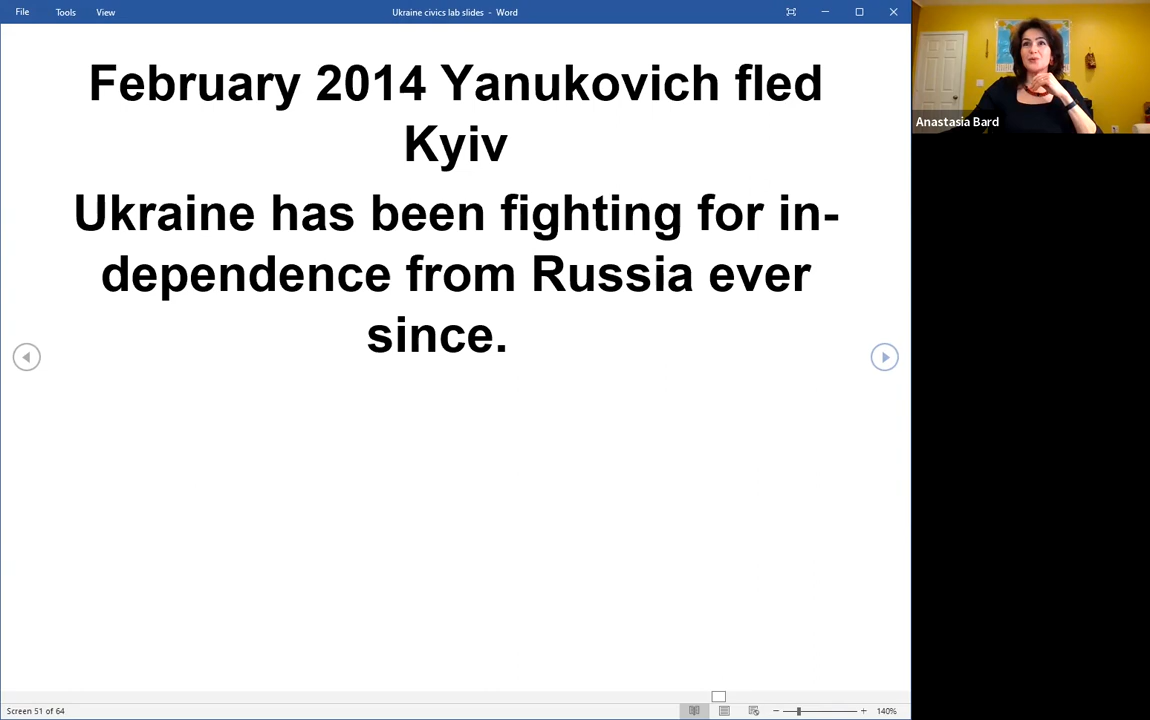 File Tools View Ukraine civics lab slides - Word
February 2014 Yanukovich fled
Kyiv
Ukraine has been fighting for in-
dependence from Russia ever
since.
Anastasia Bard
Screen 51 of 64
140%